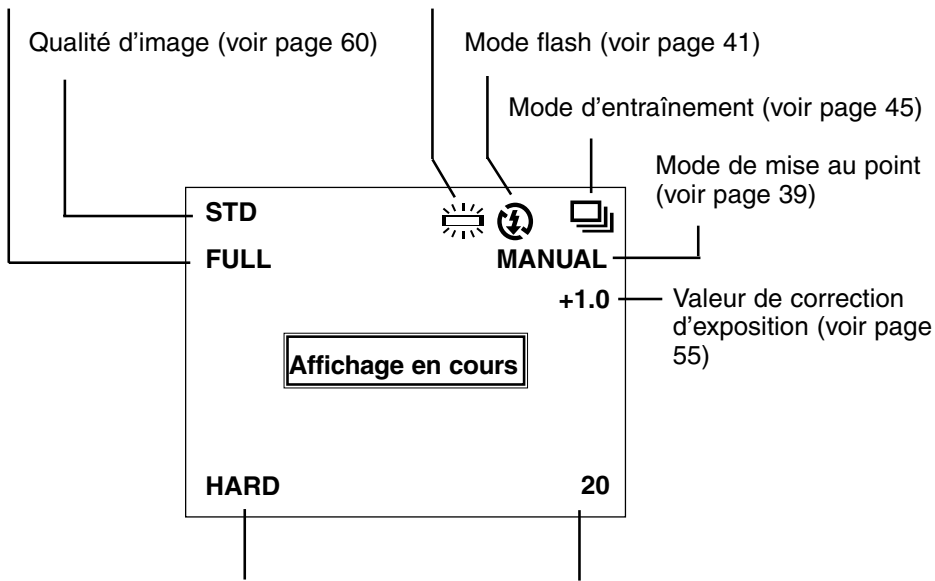 Qualité d'image (voir page 60)
Mode flash (voir page 41)
Mode d'entraînement (voir page 45)
Mode de mise au point
(voir page 39)
STD
FULL
MANUAL
+1.0
Valeur de correction
d'exposition (voir page
55)
Affichage en cours
HARD
20